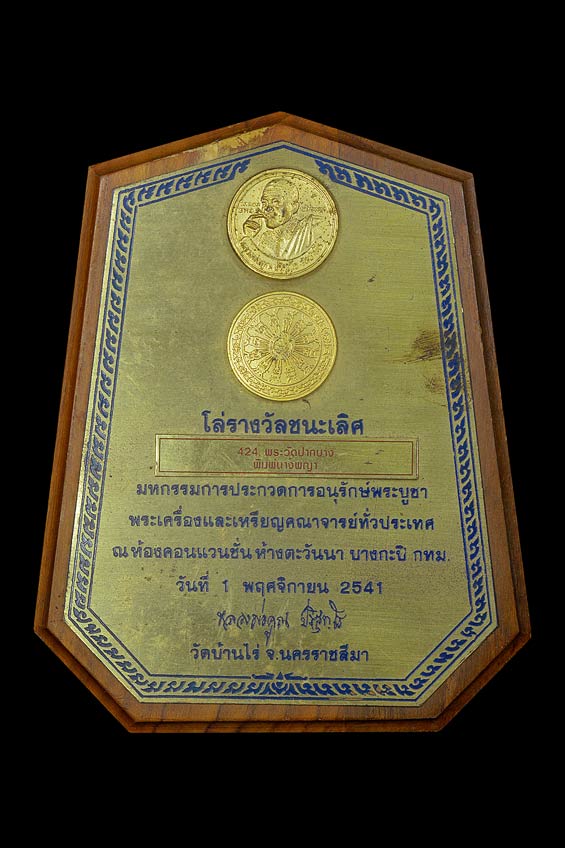 โล่รางวัลชนะเลิศ
424. พระวัดปากบาง
พิมพ์นางพญา
มหกรรมการประกวดการอนุรักษ์พระบูชา
พระเครื่องและเหรียญคณาจารย์ทั่วประเทศ
ณ ห้องคอนแวนชั่น ห้างตะวันนา บางกะปิ กทม.
วันที่ 1 พฤศจิกายน 2541
หลวงพ่อคูณ ปริสุทโธ
วัดบ้านไร่ จ.นครราชสีมา